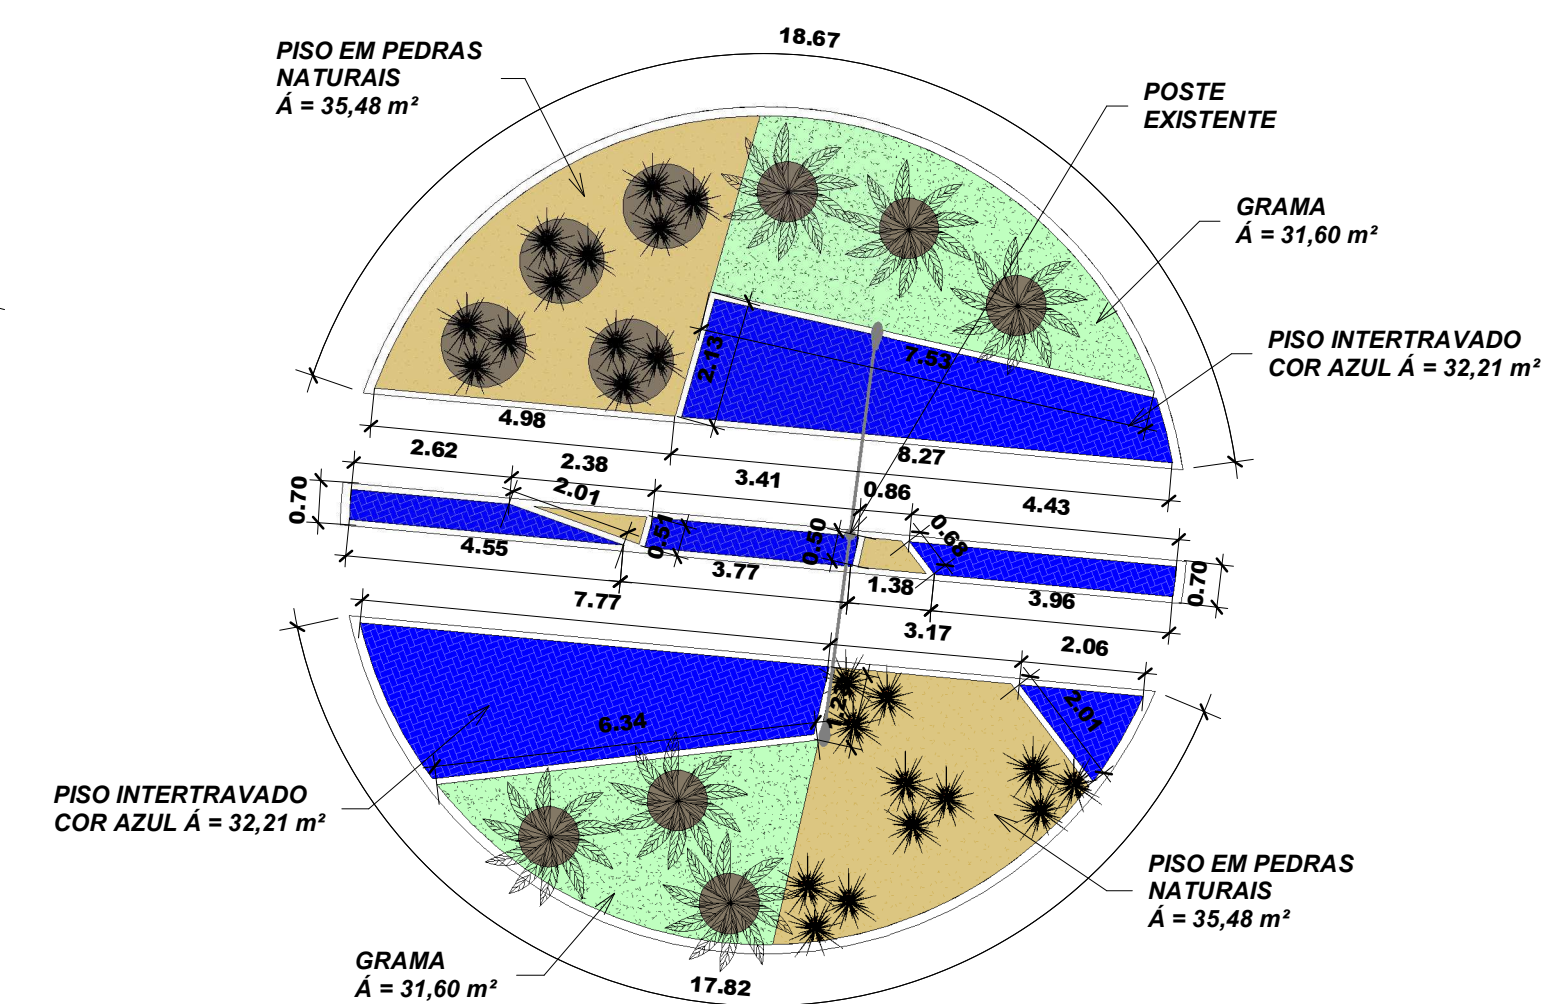 18.67
PISO EM PEDRAS
NATURAIS
Á = 35,48 m²
POSTE
EXISTENTE
GRAMA
Á = 31,60 m²
PISO INTERTRAVADO
COR AZUL Á = 32,21 m²
2.13
7.53
4.98
8.27
2.62
2.38
3.41
0.86
4.43
0.70
2.01
0.51
0.50
0.68
0.70
4.55
3.77
1.38
3.96
7.77
3.17
2.06
6.34
2.01
PISO INTERTRAVADO
COR AZUL Á = 32,21 m²
PISO EM PEDRAS
NATURAIS
Á = 35,48 m²
GRAMA
Á = 31,60 m²
17.82